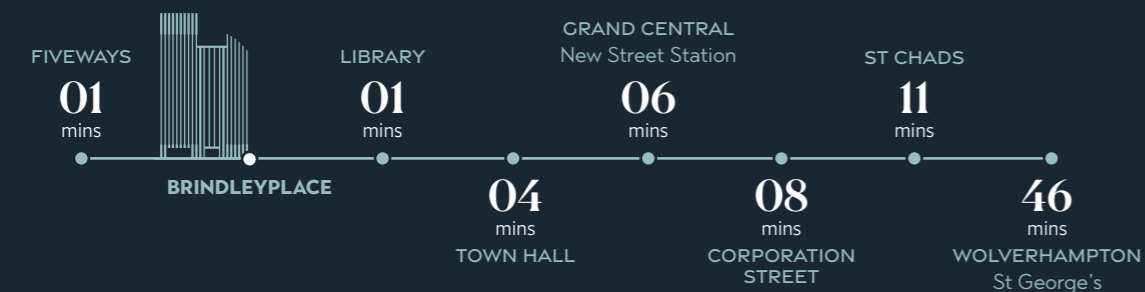 FIVEWAYS
01
mins
BRINDLEYPLACE
LIBRARY
01
mins
04
mins
TOWN HALL
GRAND CENTRAL
New Street Station
06
mins
08
mins
CORPORATION
STREET
ST CHADS
11
mins
46
mins
WOLVERHAMPTON
St George's